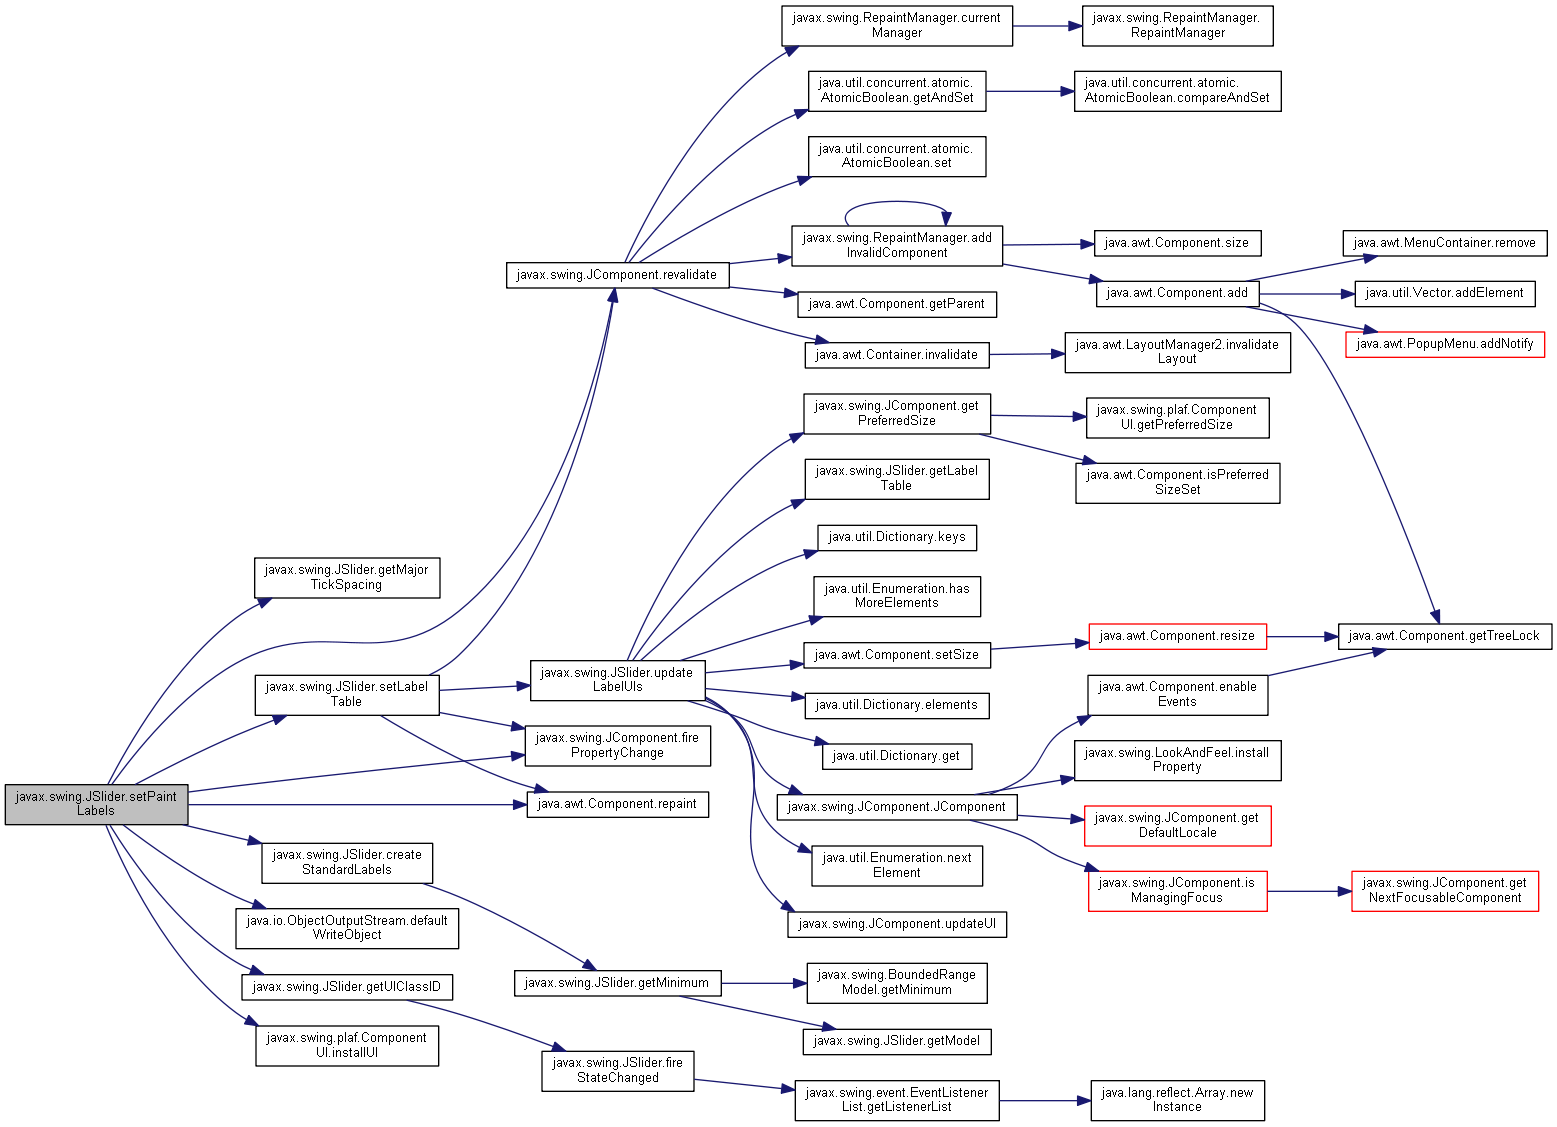 javax.swing.RepaintManager.current
Manager
javax.swing.RepaintManager.
RepaintManager
java.util.concurrent.atomic.
AtomicBoolean.getAndSet
java.util.concurrent.atomic.
AtomicBoolean.compareAndSet
java.util.concurrent.atomic.
AtomicBoolean.set
javax.swing.RepaintManager.add
InvalidComponent
java.awt.Component.size
java.awt.MenuContainer.remove
javax.swing.JComponent.revalidate
java.awt.Component.getParent
java.awt.Component.add
java.util.Vector.addElement
java.awt.Container.invalidate
java.awt.LayoutManager2.invalidate
Layout
java.awt.PopupMenu.addNotify
javax.swing.JComponent.get
PreferredSize
javax.swing.plaf.Component
UI.getPreferredSize
javax.swing.JSlider.getLabel
Table
java.awt.Component.isPreferred
SizeSet
java.util.Dictionary.keys
javax.swing.JSlider.getMajor
TickSpacing
java.util.Enumeration.has
MoreElements
java.awt.Component.setSize
java.awt.Component.resize
java.awt.Component.getTreeLock
javax.swing.JSlider.setLabel
Table
javax.swing.JSlider.update
LabelUIs
java.util.Dictionary.elements
java.awt.Component.enable
Events
javax.swing.JComponent.fire
PropertyChange
java.util.Dictionary.get
javax.swing.LookAndFeel.install
Property
javax.swing.JSlider.setPaint
Labels
java.awt.Component.repaint
javax.swing.JComponent.JComponent
javax.swing.JComponent.get
DefaultLocale
javax.swing.JSlider.create
StandardLabels
java.util.Enumeration.next
Element
javax.swing.JComponent.is
ManagingFocus
javax.swing.JComponent.get
NextFocusableComponent
java.io.ObjectOutputStream.default
WriteObject
javax.swing.JComponent.updateUI
javax.swing.JSlider.getUIClassID
javax.swing.JSlider.getMinimum
javax.swing.BoundedRange
Model.getMinimum
javax.swing.plaf.Component
UI.installUI
javax.swing.JSlider.getModel
javax.swing.JSlider.fire
StateChanged
javax.swing.event.EventListener
List.getListenerList
java.lang.reflect.Array.new
Instance